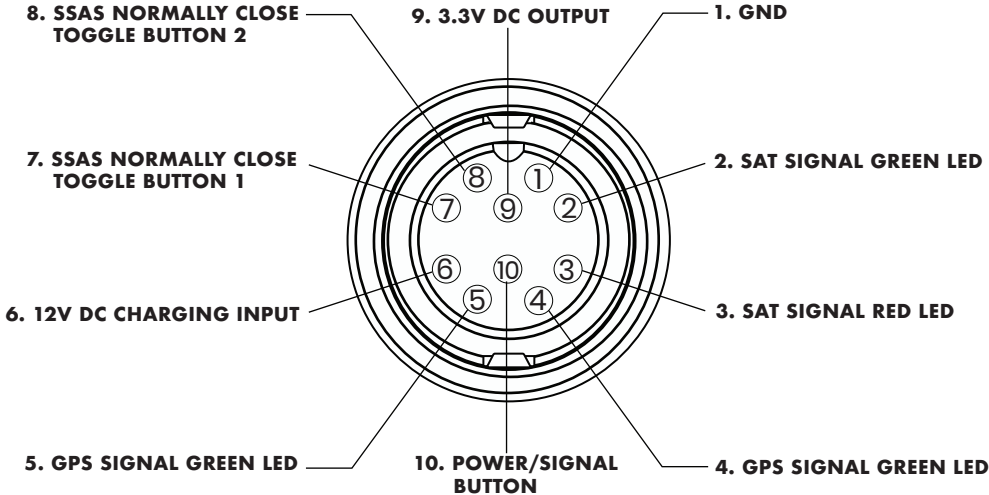 8. SSAS NORMALLY CLOSE
TOGGLE BUTTON 2
9. 3.3V DC OUTPUT
1. GND
7. SSAS NORMALLY CLOSE
TOGGLE BUTTON 1
2. SAT SIGNAL GREEN LED
8
1
7
9
2
6
10
3
5
4
6. 12V DC CHARGING INPUT
3. SAT SIGNAL RED LED
5. GPS SIGNAL GREEN LED
10. POWER/SIGNAL
BUTTON
4. GPS SIGNAL GREEN LED